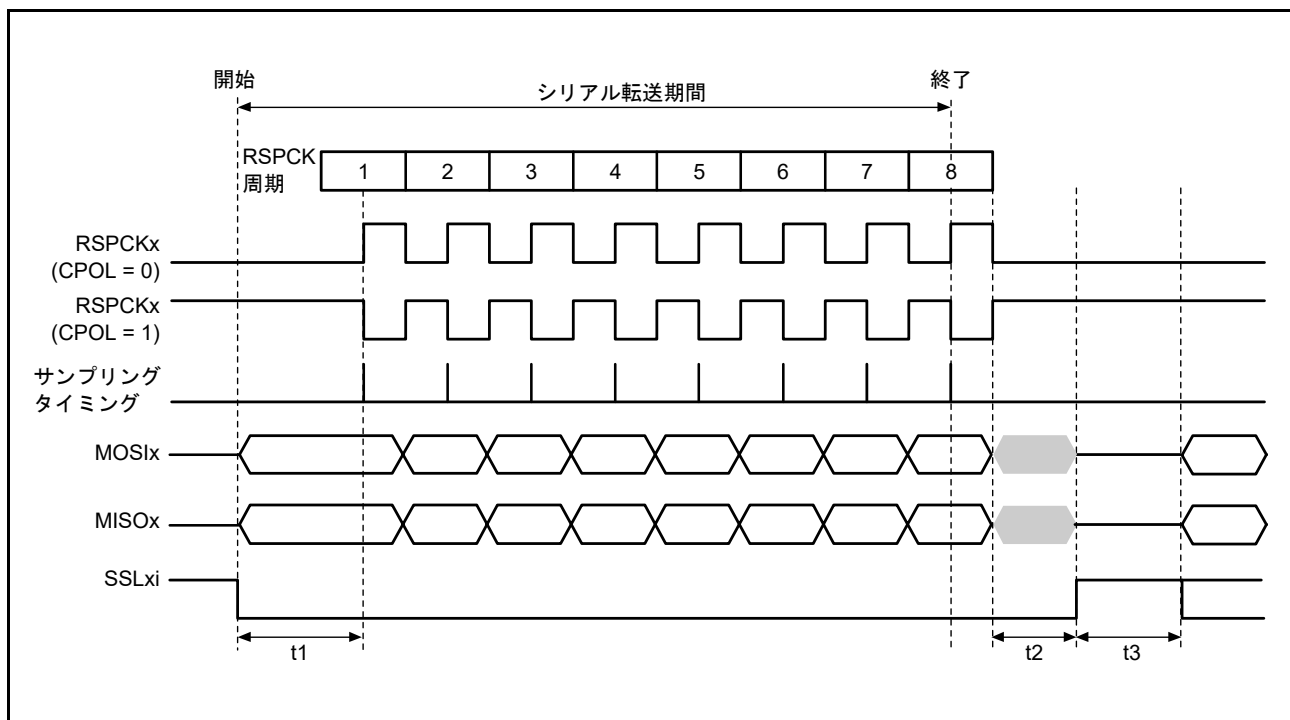 開始
終了
シリアル転送期間
RSPCK
周期
1 2 3 4 5 6 7 8
RSPCKx
(CPOL = 0)
RSPCKx
(CPOL = 1)
サンプリング
タイミング
MOSIx
MISOx
SSLxi
t1
t2
t3